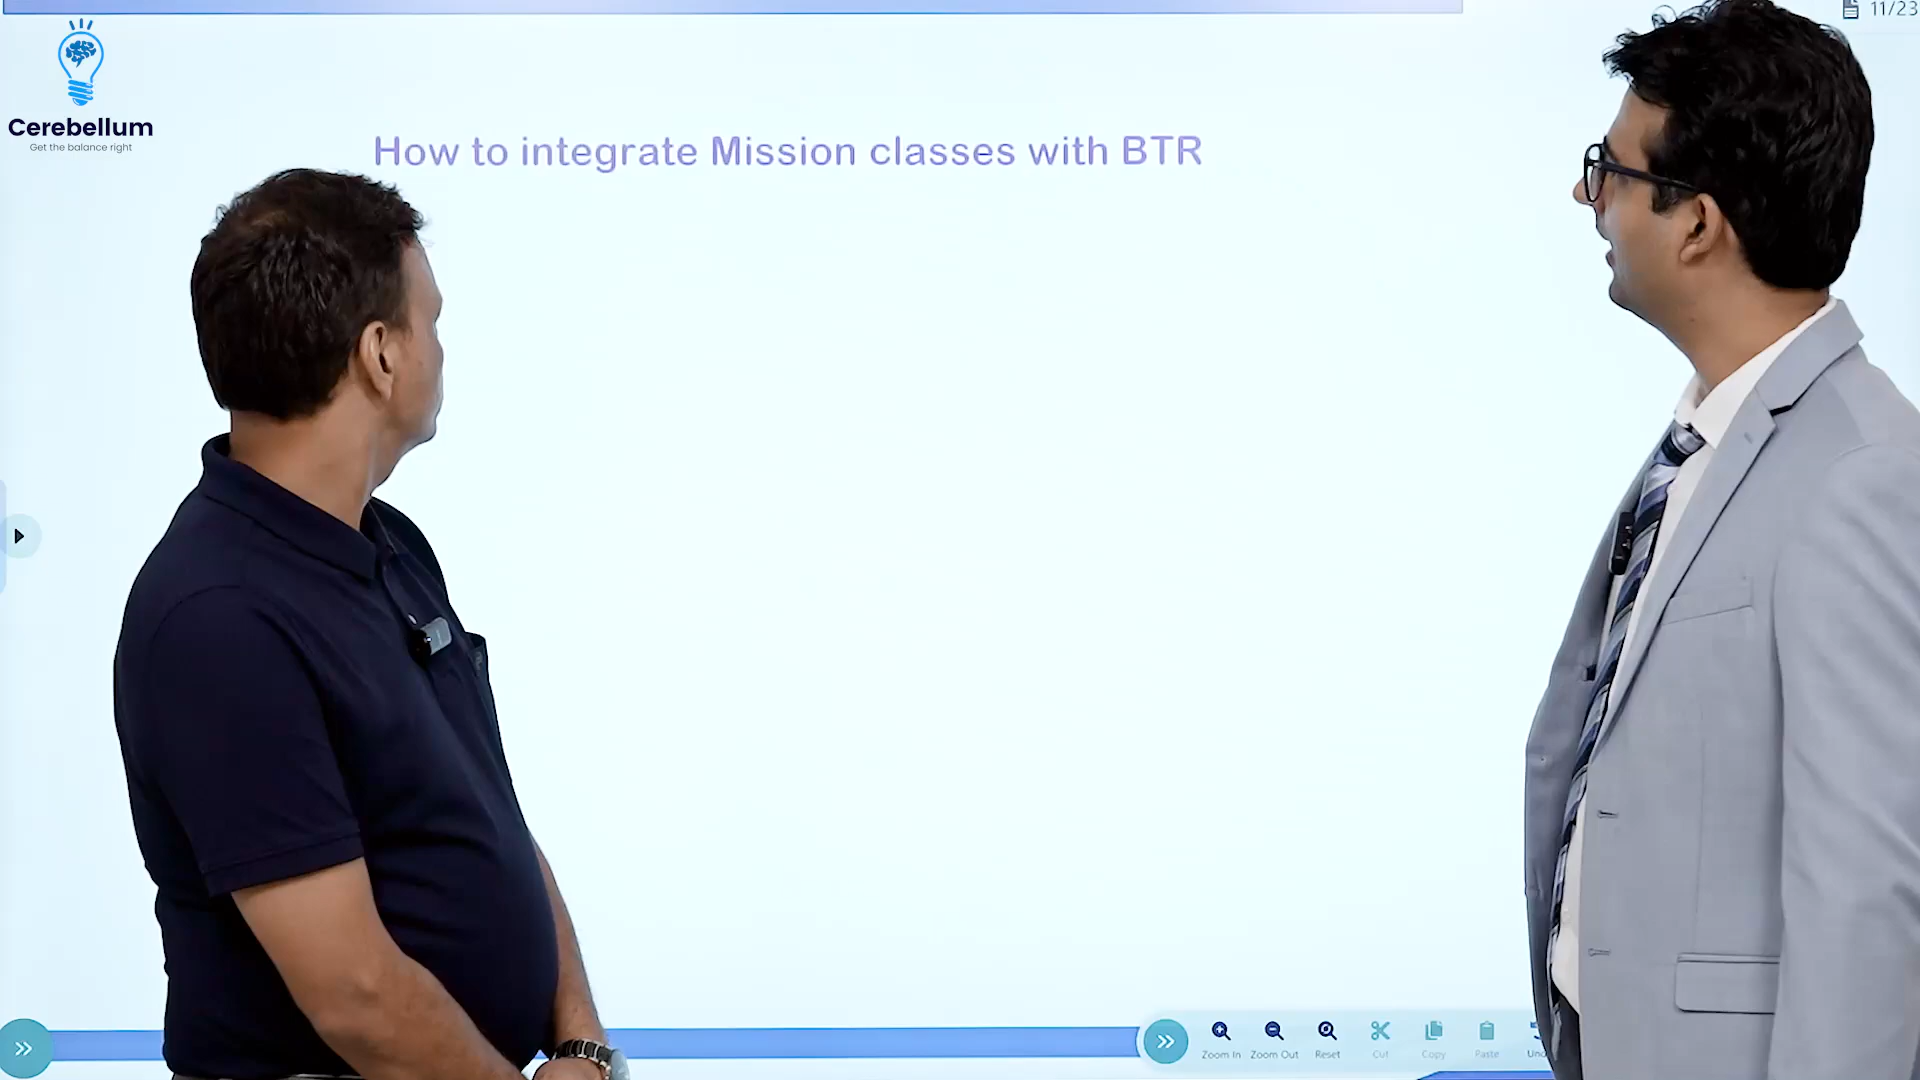 11/23
Cerebellum
Get the balance right
How to integrate Mission classes with BTR
Zoom In
Zoom Out
Reset
Cut
Copy
Paste